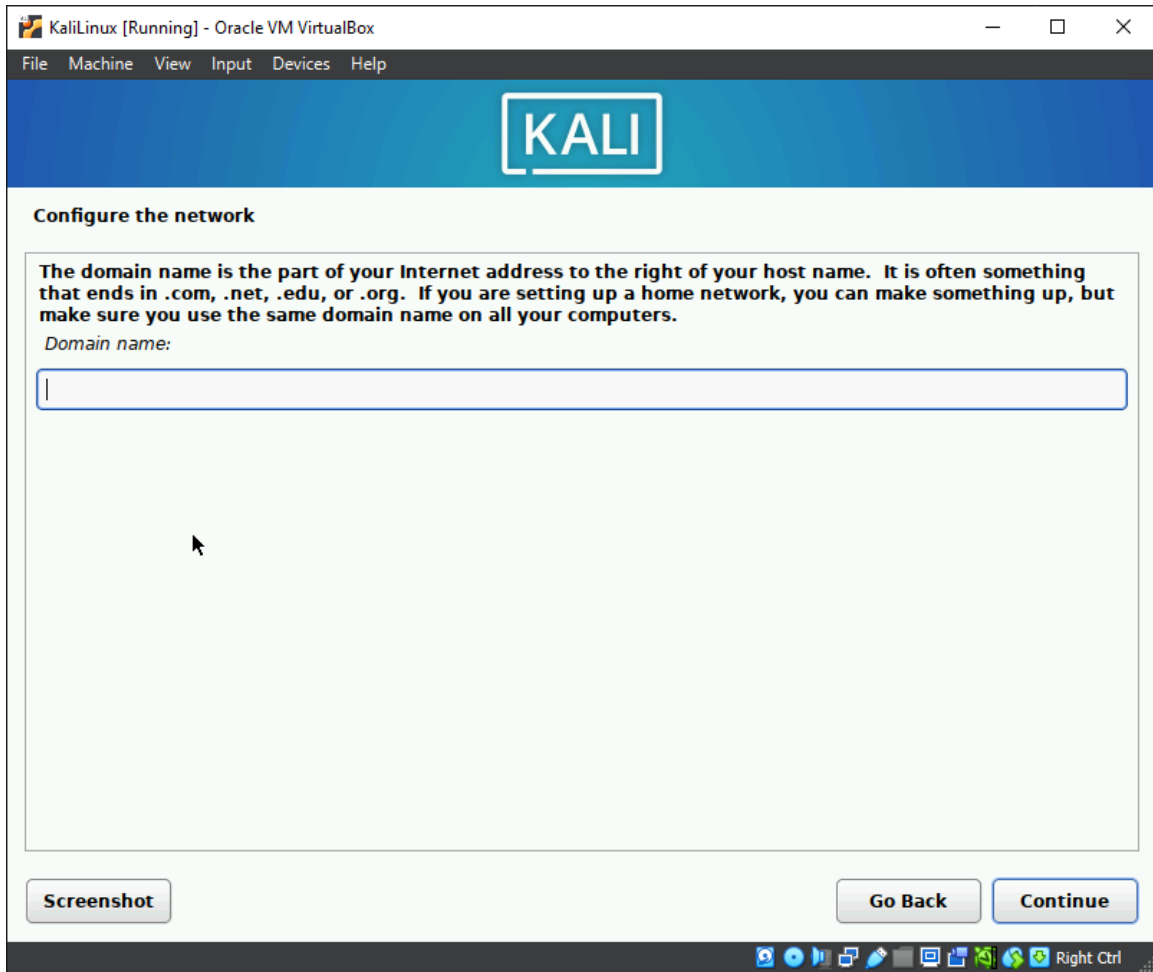 KaliLinux [Running] - Oracle VM VirtualBox
File Machine View Input Devices Help
KALI
Configure the network
The domain name is the part of your Internet address to the right of your host name.  It is often something
that ends in .com, .net, .edu, or .org.  If you are setting up a home network, you can make something up, but
make sure you use the same domain name on all your computers.
Domain name:
Screenshot
Go Back
Continue
Right Ctrl